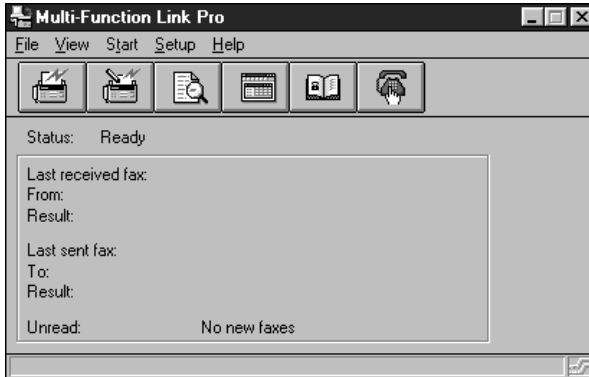 Multi-Function Link Pro
File View Start Setup Help
Status: Ready
Last received fax:
From:
Result:
Last sent fax:
To:
Result:
Unread: No new faxes